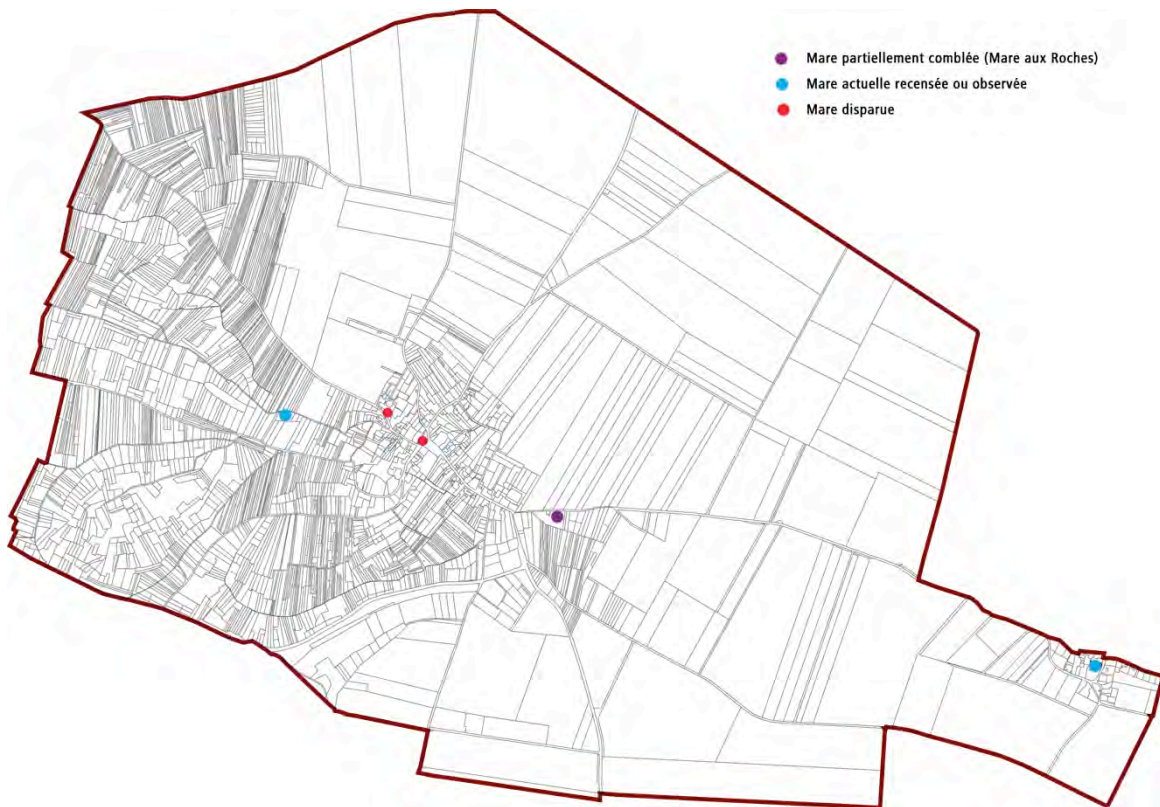 Mare partiellement comblée (Mare aux Roches)
Mare actuelle recensée ou observée
Mare disparue